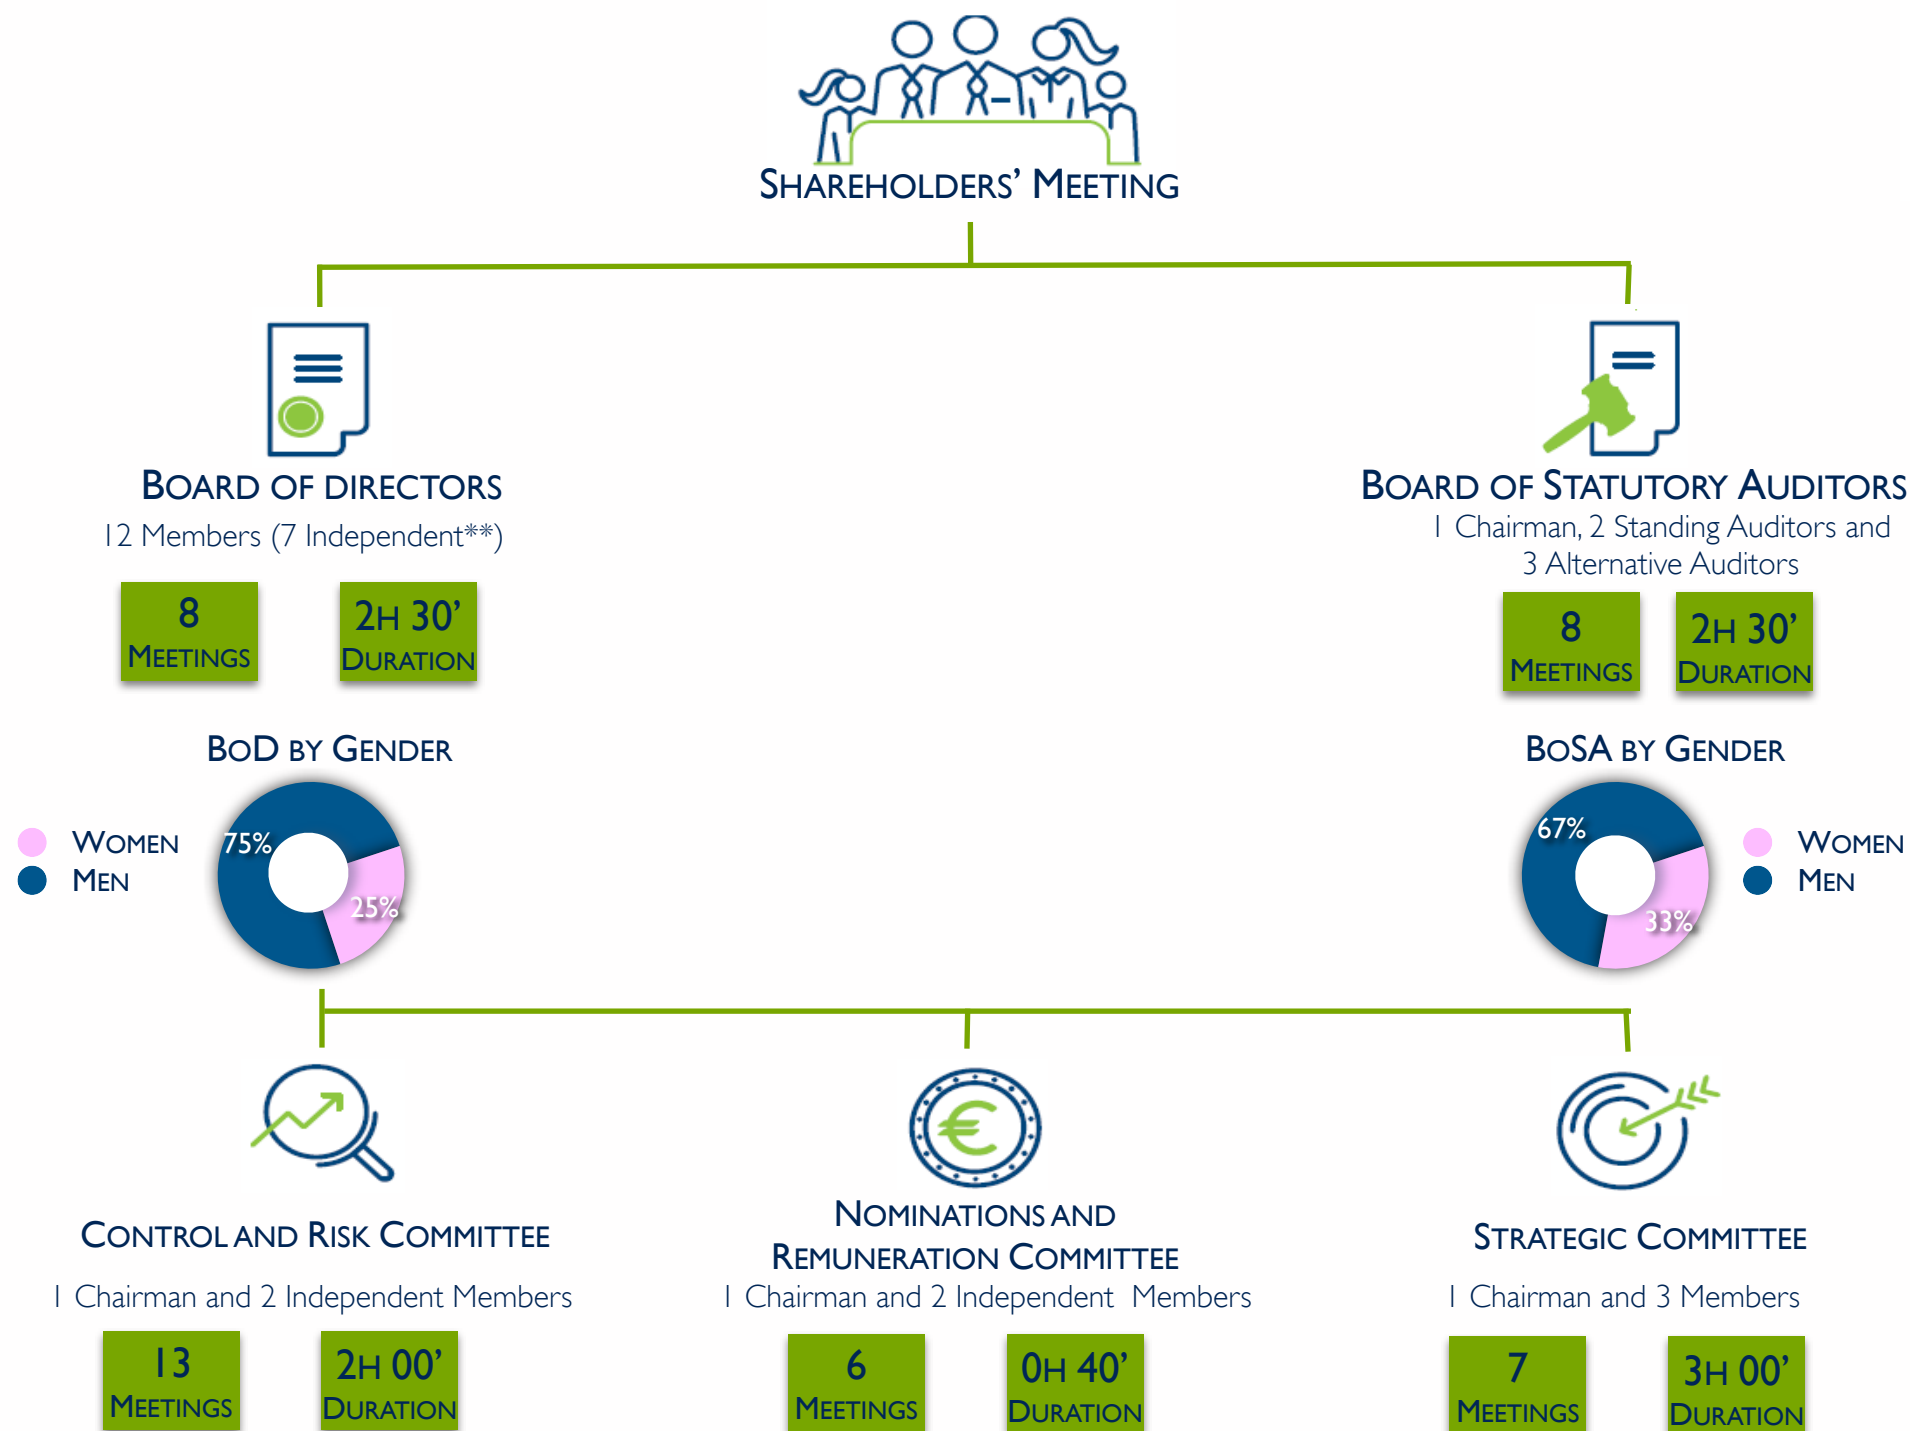 SHAREHOLDERS’ MEETING
BOARD OF DIRECTORS
12 Members (7 Independent**)
8
MEETINGS
2H 30’
DURATION
BOARD OF STATUTORY AUDITORS
1 Chairman, 2 Standing Auditors and
3 Alternative Auditors
8
MEETINGS
2H 30’
DURATION
BOD BY GENDER
WOMEN
MEN
75%
25%
BOSA BY GENDER
67%
33%
WOMEN
MEN
CONTROL AND RISK COMMITTEE
1 Chairman and 2 Independent Members
13
MEETINGS
2H 00’
DURATION
NOMINATIONS AND
REMUNERATION COMMITTEE
1 Chairman and 2 Independent Members
6
MEETINGS
0H 40’
DURATION
STRATEGIC COMMITTEE
1 Chairman and 3 Members
7
MEETINGS
3H 00’
DURATION